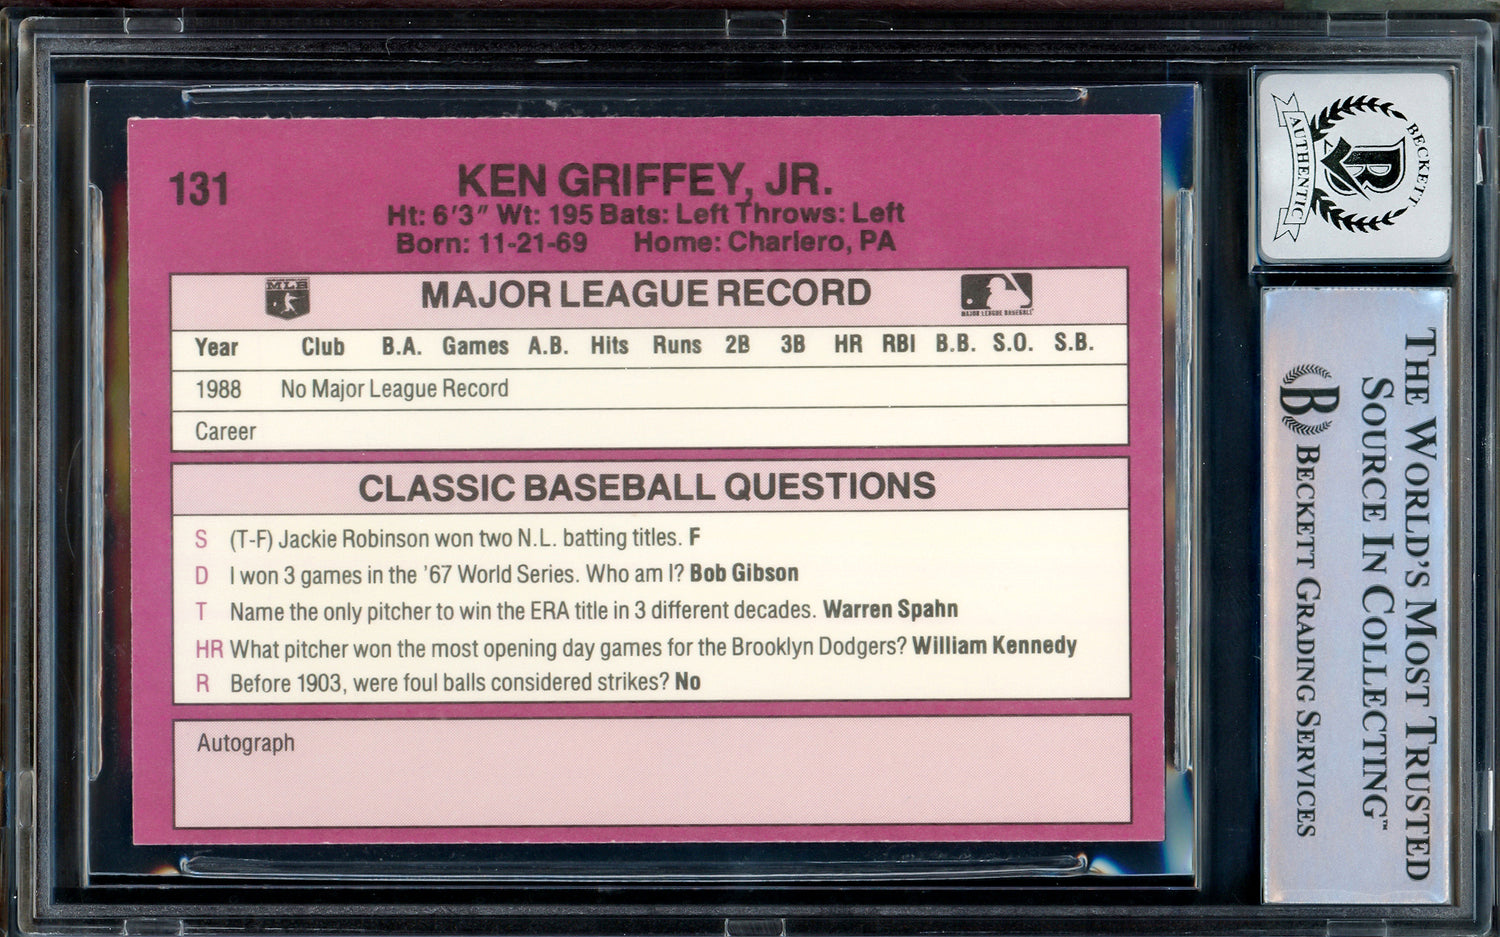 131
KEN GRIFFEY, JR.
Ht: 6'3" Wt: 195 Bats: Left Throws: Left
Born: 11-21-69 Home: Charlero, PA
MLB
MAJOR LEAGUE RECORD
MAJOR LEAGUE BASEBALL
Year Club B.A. Games A.B. Hits Runs 2B 3B HR RBI B.B. S.O. S.B.
1988 No Major League Record
Career
CLASSIC BASEBALL QUESTIONS
S (T-F) Jackie Robinson won two N.L. batting titles. F
D I won 3 games in the '67 World Series. Who am I? Bob Gibson
T Name the only pitcher to win the ERA title in 3 different decades. Warren Spahn
HR What pitcher won the most opening day games for the Brooklyn Dodgers? William Kennedy
R Before 1903, were foul balls considered strikes? No
Autograph
BECKETT
AUTHENTIC
THE WORLD'S MOST TRUSTED
SOURCE IN COLLECTING™
B BECKETT GRADING SERVICES